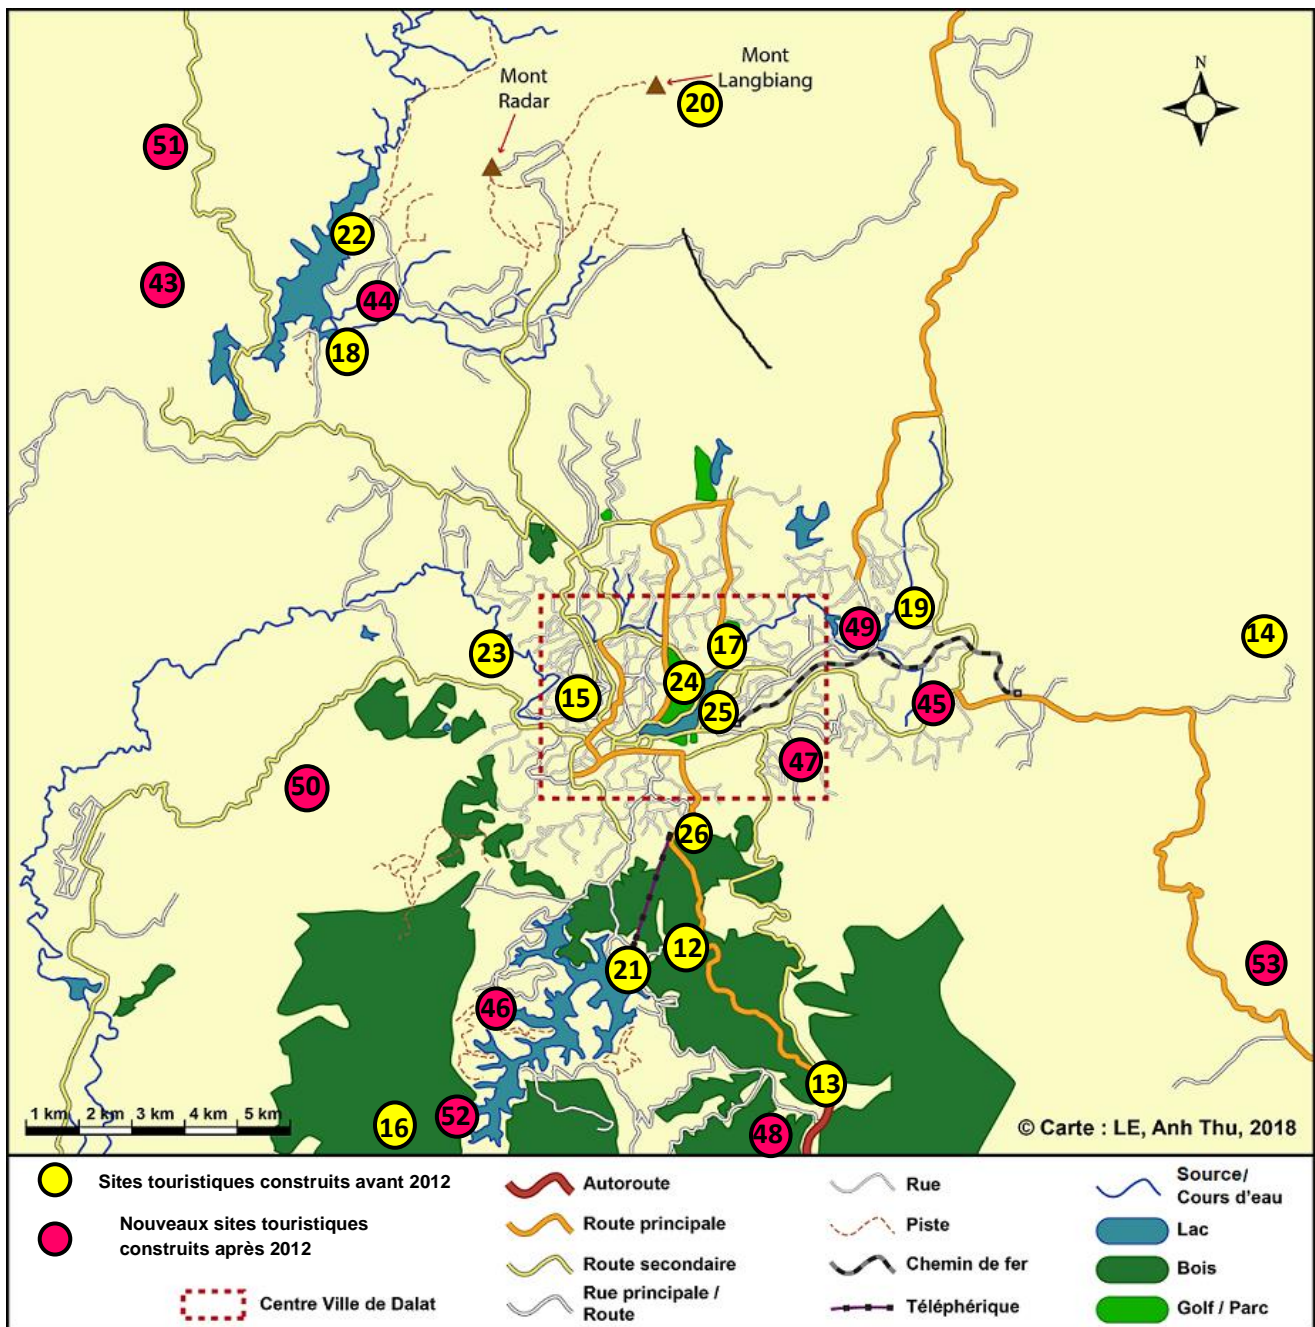 Mont
Langbiang
Mont
Radar
N
20
51
22
43
44
18
19
49
14
17
23
24
15
25
45
47
50
26
12
21
53
46
13
52
16
48
1 km 2 km 3 km 4 km 5 km
© Carte : LE, Anh Thu, 2018
Sites touristiques construits avant 2012
Nouveaux sites touristiques
construits après 2012
Centre Ville de Dalat
Autoroute
Route principale
Route secondaire
Rue principale /
Route
Rue
Piste
Chemin de fer
Téléphérique
Source/
Cours d'eau
Lac
Bois
Golf / Parc